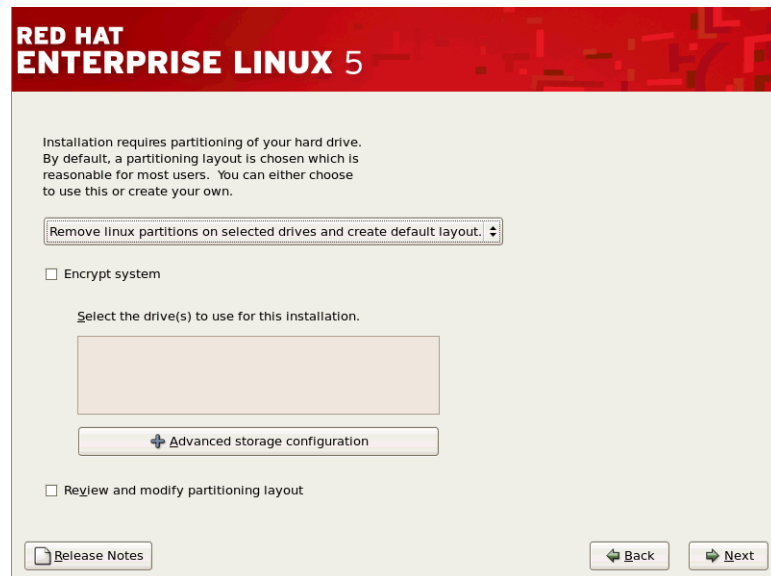 RED HAT
ENTERPRISE LINUX 5
Installation requires partitioning of your hard drive.
By default, a partitioning layout is chosen which is
reasonable for most users. You can either choose
to use this or create your own.
Remove linux partitions on selected drives and create default layout.
Encrypt system
Select the drive(s) to use for this installation.
Advanced storage configuration
Review and modify partitioning layout
Release Notes
Back
Next